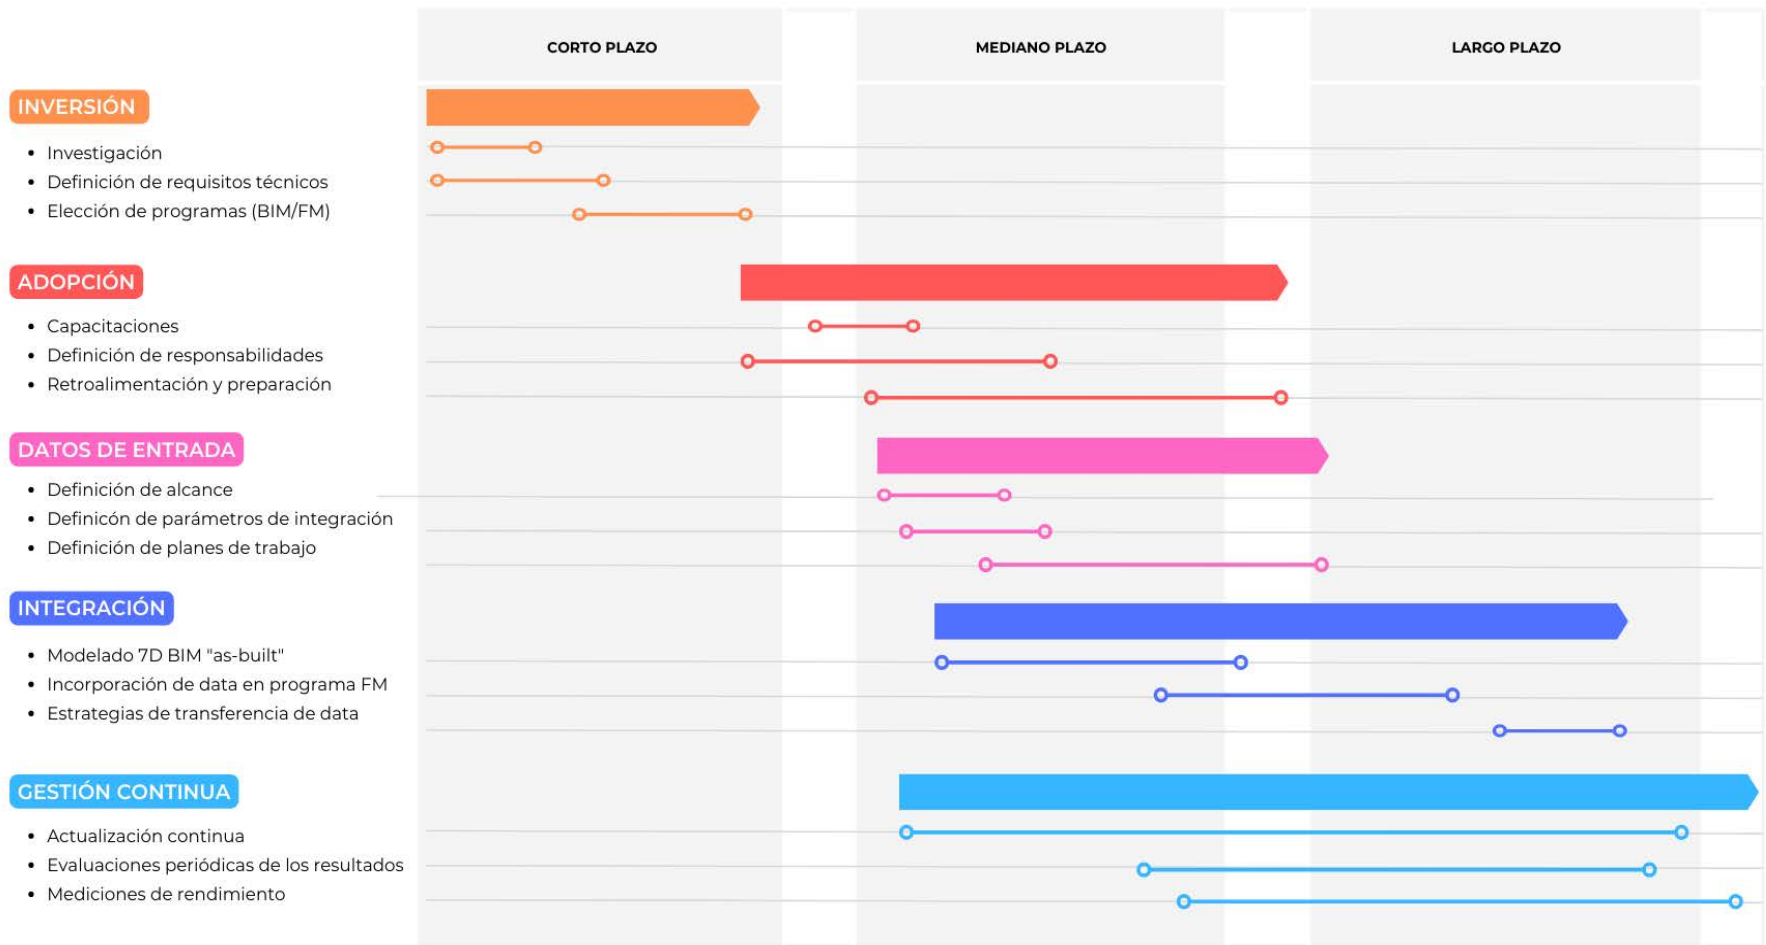 CORTO PLAZO
MEDIANO PLAZO
LARGO PLAZO
INVERSIÓN
• Investigación
• Definición de requisitos técnicos
• Elección de programas (BIM/FM)
ADOPCIÓN
• Capacitaciones
• Definición de responsabilidades
• Retroalimentación y preparación
DATOS DE ENTRADA
• Definición de alcance
• Definicón de parámetros de integración
• Definición de planes de trabajo
INTEGRACIÓN
• Modelado 7D BIM "as-built"
• Incorporación de data en programa FM
• Estrategias de transferencia de data
GESTIÓN CONTINUA
• Actualización continua
• Evaluaciones periódicas de los resultados
• Mediciones de rendimiento